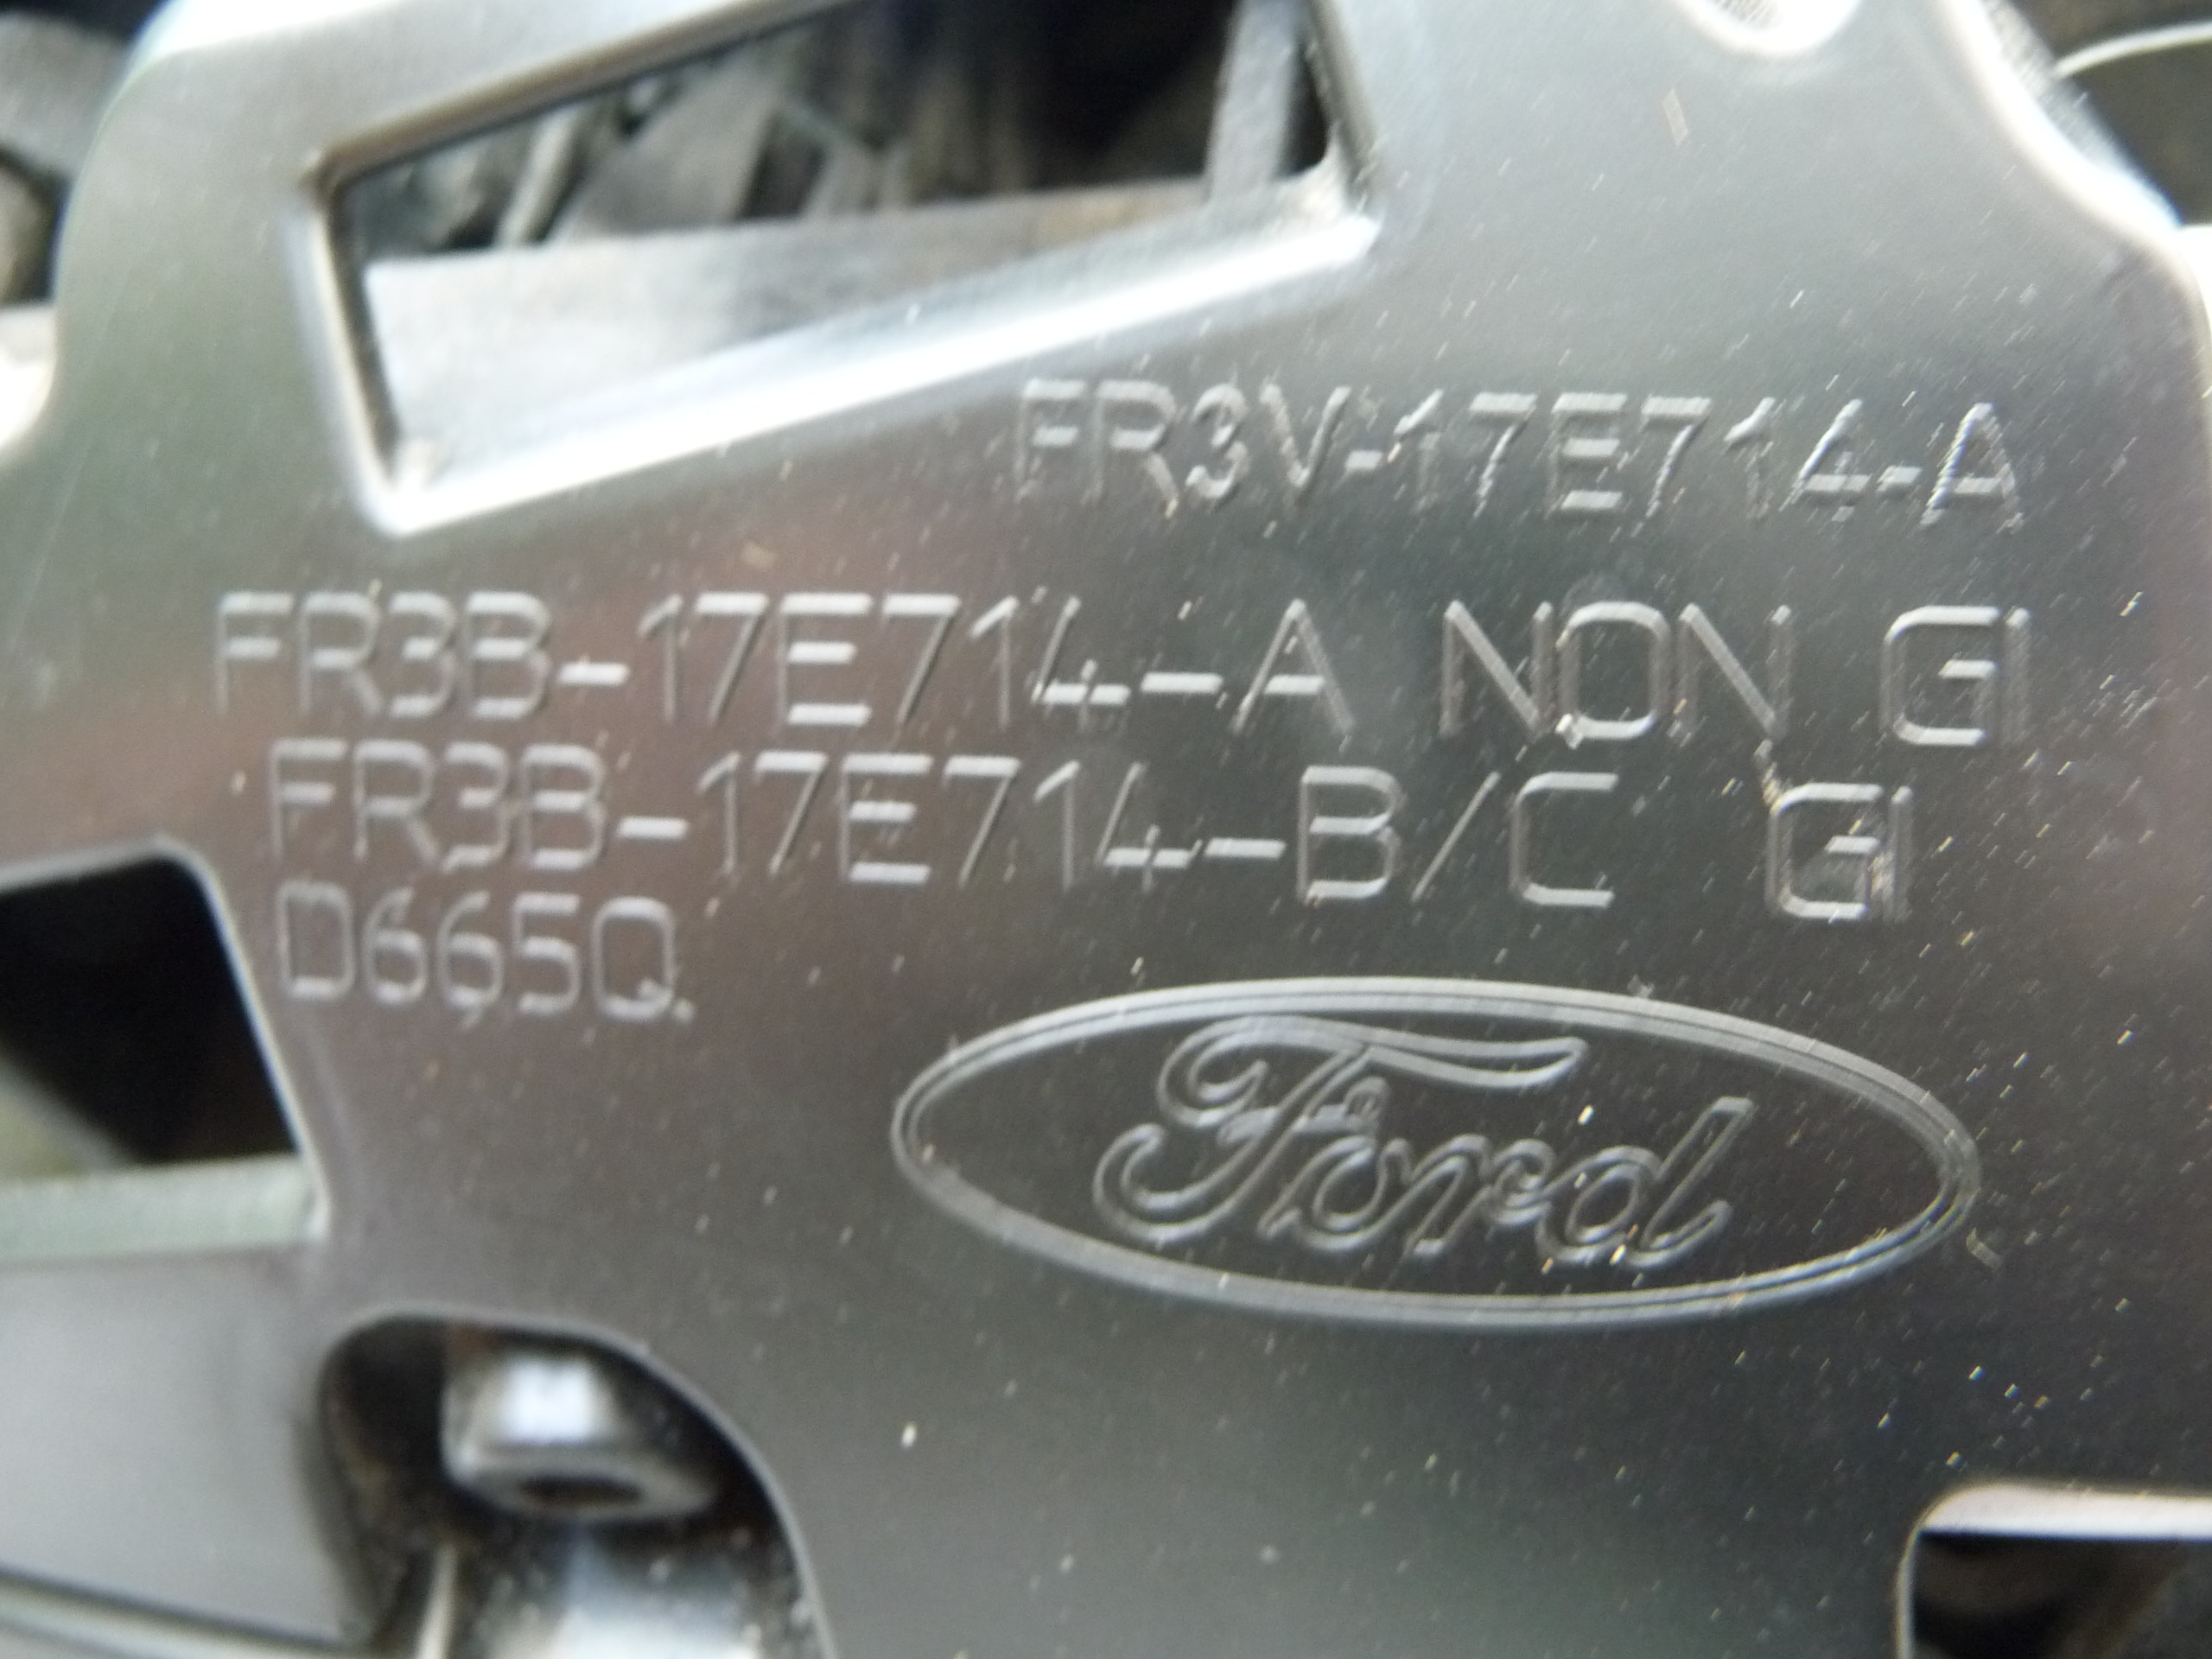 FR3V-17E714-A
FR3B-17E714-A NON GI
FR3B-17E714-B/C GI
D665Q.
Ford